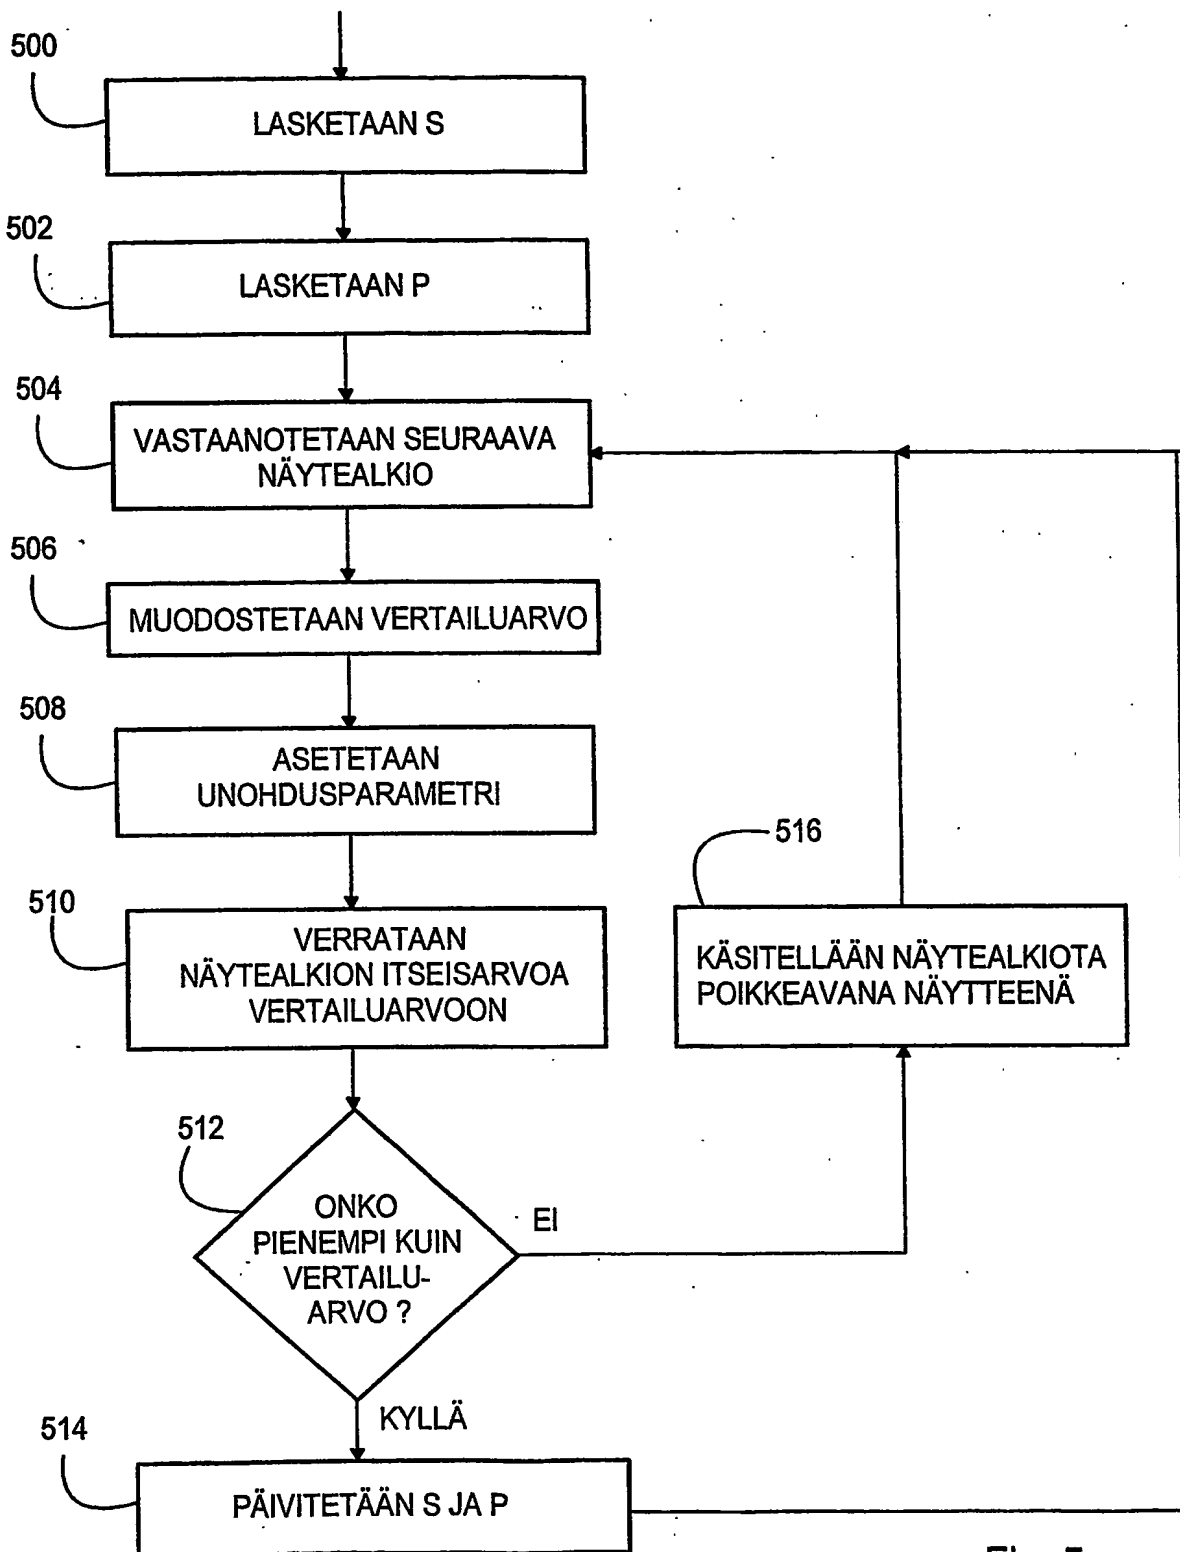 500
LASKETAAN S
502
LASKETAAN P
504
VASTAANOTETAAN SEURAAVA
NÄYTEALKIO
506
MUODOSTETAAN VERTAILUARVO
508
ASETETAAN
UNOHDUSPARAMETRI
510
VERRATAAN
NÄYTEALKION ITSEISARVOA
VERTAILUARVOON
516
KÄSITELLÄÄN NÄYTEALKIOTA
POIKKEAVANA NÄYTTEENÄ
512
ONKO
PIENEMPI KUIN
VERTAILU-
ARVO ?
EI
KYLLÄ
514
PÄIVITETÄÄN S JA P